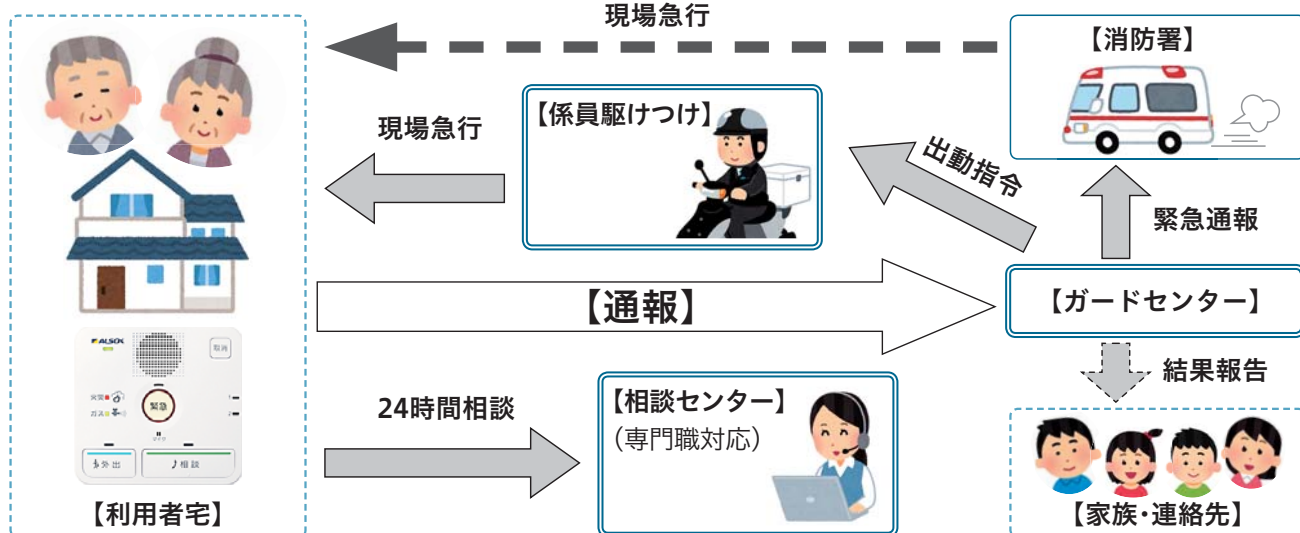 現場急行
【消防署】
【係員駆けつけ】
現場急行
出動指令
緊急通報
【通報】
【ガードセンター】
ALSOK
取消
火災
ガス
緊急
1
2
外出
相談
24時間相談
【相談センター】
（専門職対応）
結果報告
【利用者宅】
【家族・連絡先】